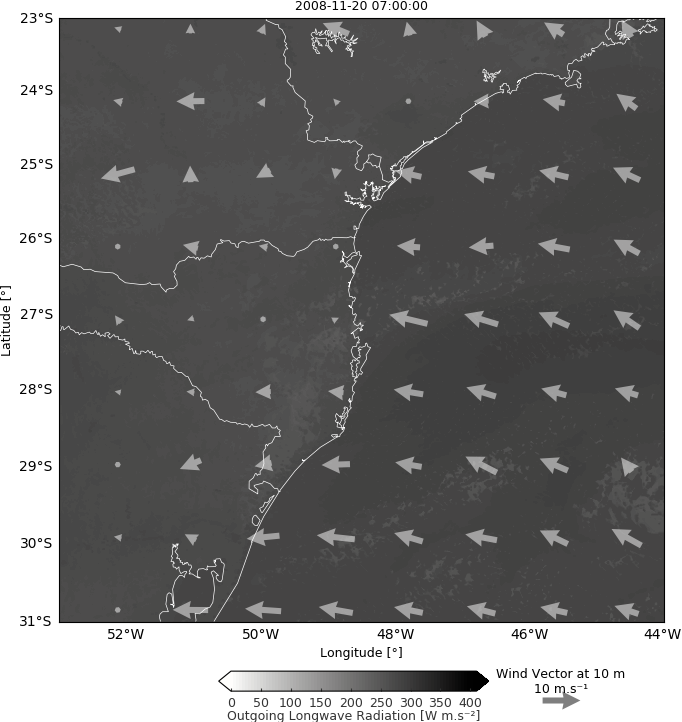 2008-11-20 07:00:00
23°S
24°S
25°S
26°S
27°S
28°S
29°S
30°S
31°S
Latitude [°]
52°W 50°W 48°W 46°W 44°W
Longitude [°]
0 50 100 150 200 250 300 350 400
Outgoing Longwave Radiation [W m.s⁻²]
Wind Vector at 10 m
10 m.s⁻¹